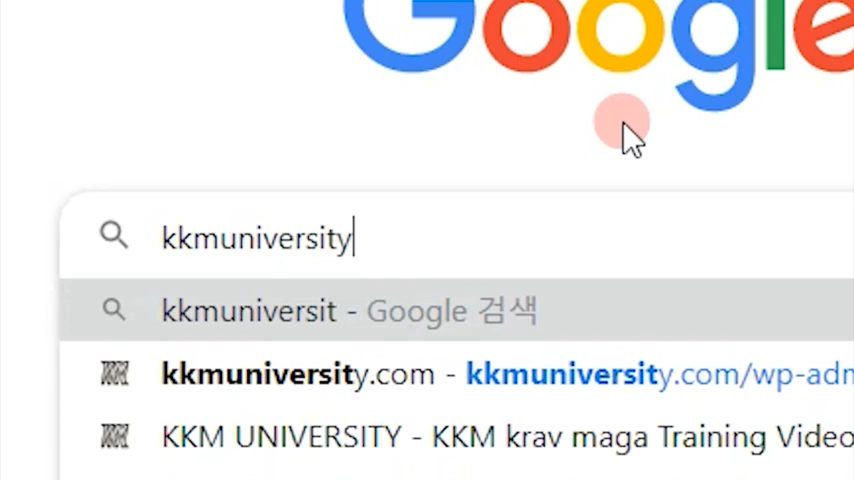 Google
kkmuniversity
kkmuniversit - Google 검색
kkmuniversity.com - kkmuniversity.com/wp-adm
KKM UNIVERSITY - KKM krav maga Training Video